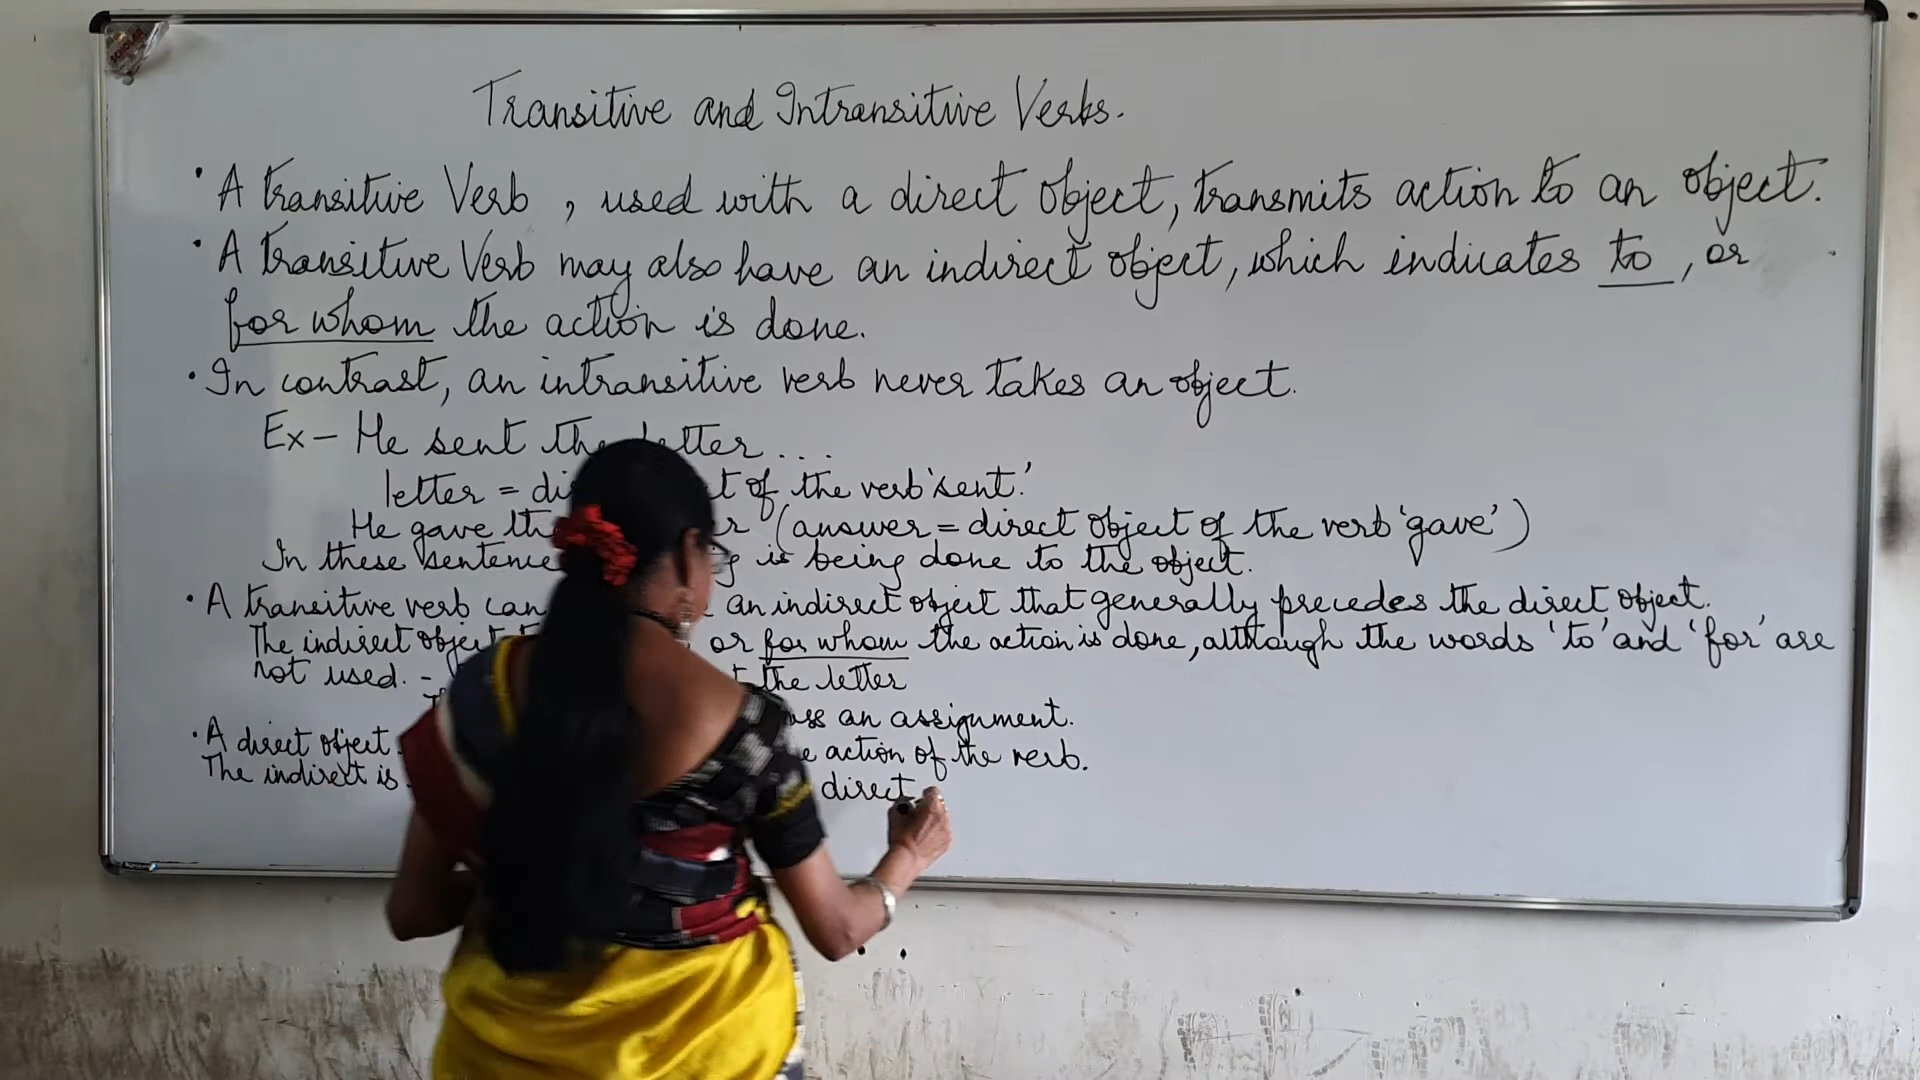 SCHOLAR
Transitive and Intransitive Verbs.
• A transitive Verb, used with a direct object, transmits action to an object.
• A transitive Verb may also have an indirect object, which indicates to, or
for whom the action is done.
• In contrast, an intransitive verb never takes an object.
Ex – He sent the letter...
letter = of the verb 'sent.'
He gave (answer = direct object of the verb 'gave')
In these sentence is being done to the object.
• A transitive verb can an indirect object that generally precedes the direct object.
The indirect or for whom the action is done, although the words 'to' and 'for' are
not used. - the letter
an assignment.
• A direct object action of the verb.
The indirect is direct